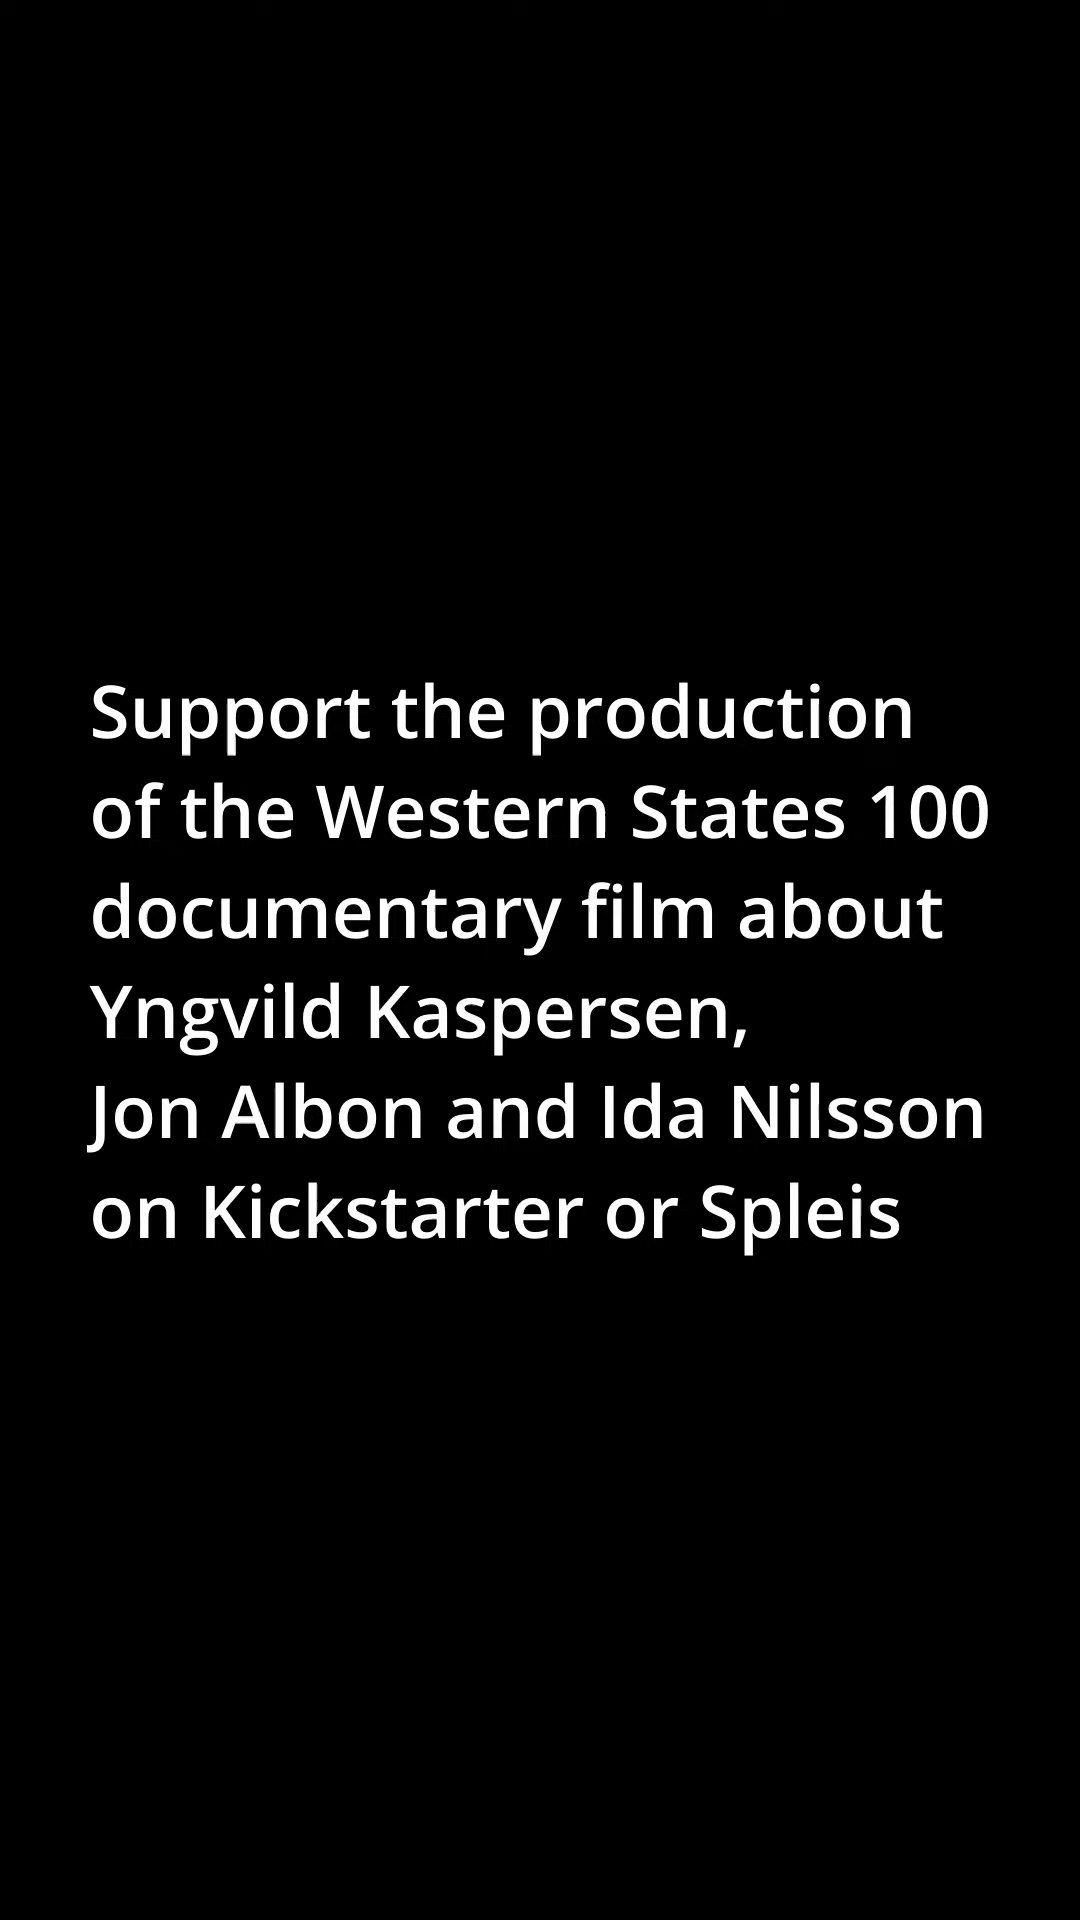 Support the production
of the Western States 100
documentary film about
Yngvild Kaspersen,
Jon Albon and Ida Nilsson
on Kickstarter or Spleis